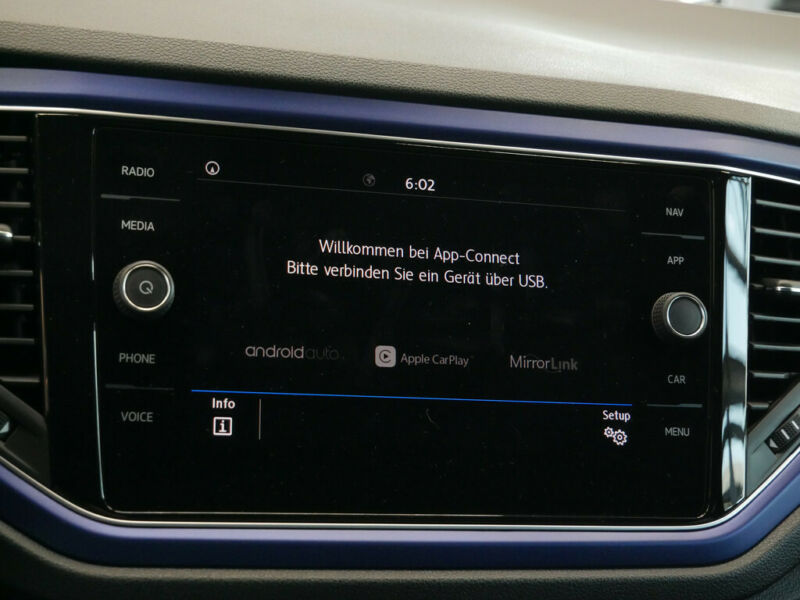 RADIO
MEDIA
PHONE
VOICE
6:02
Willkommen bei App-Connect
Bitte verbinden Sie ein Gerät über USB.
androidauto
Apple CarPlay
MirrorLink
Info
i
Setup
NAV
APP
CAR
MENU